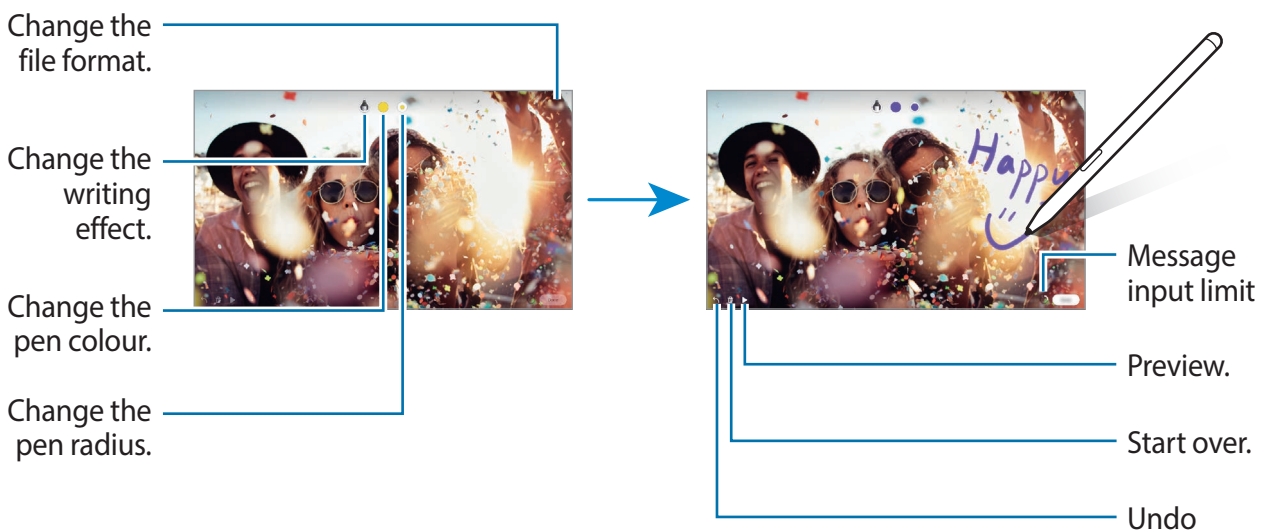 Change the
file format.
Change the
writing
effect.
Change the
pen colour.
Change the
pen radius.
Happy
Message
input limit
Preview.
Start over.
Undo